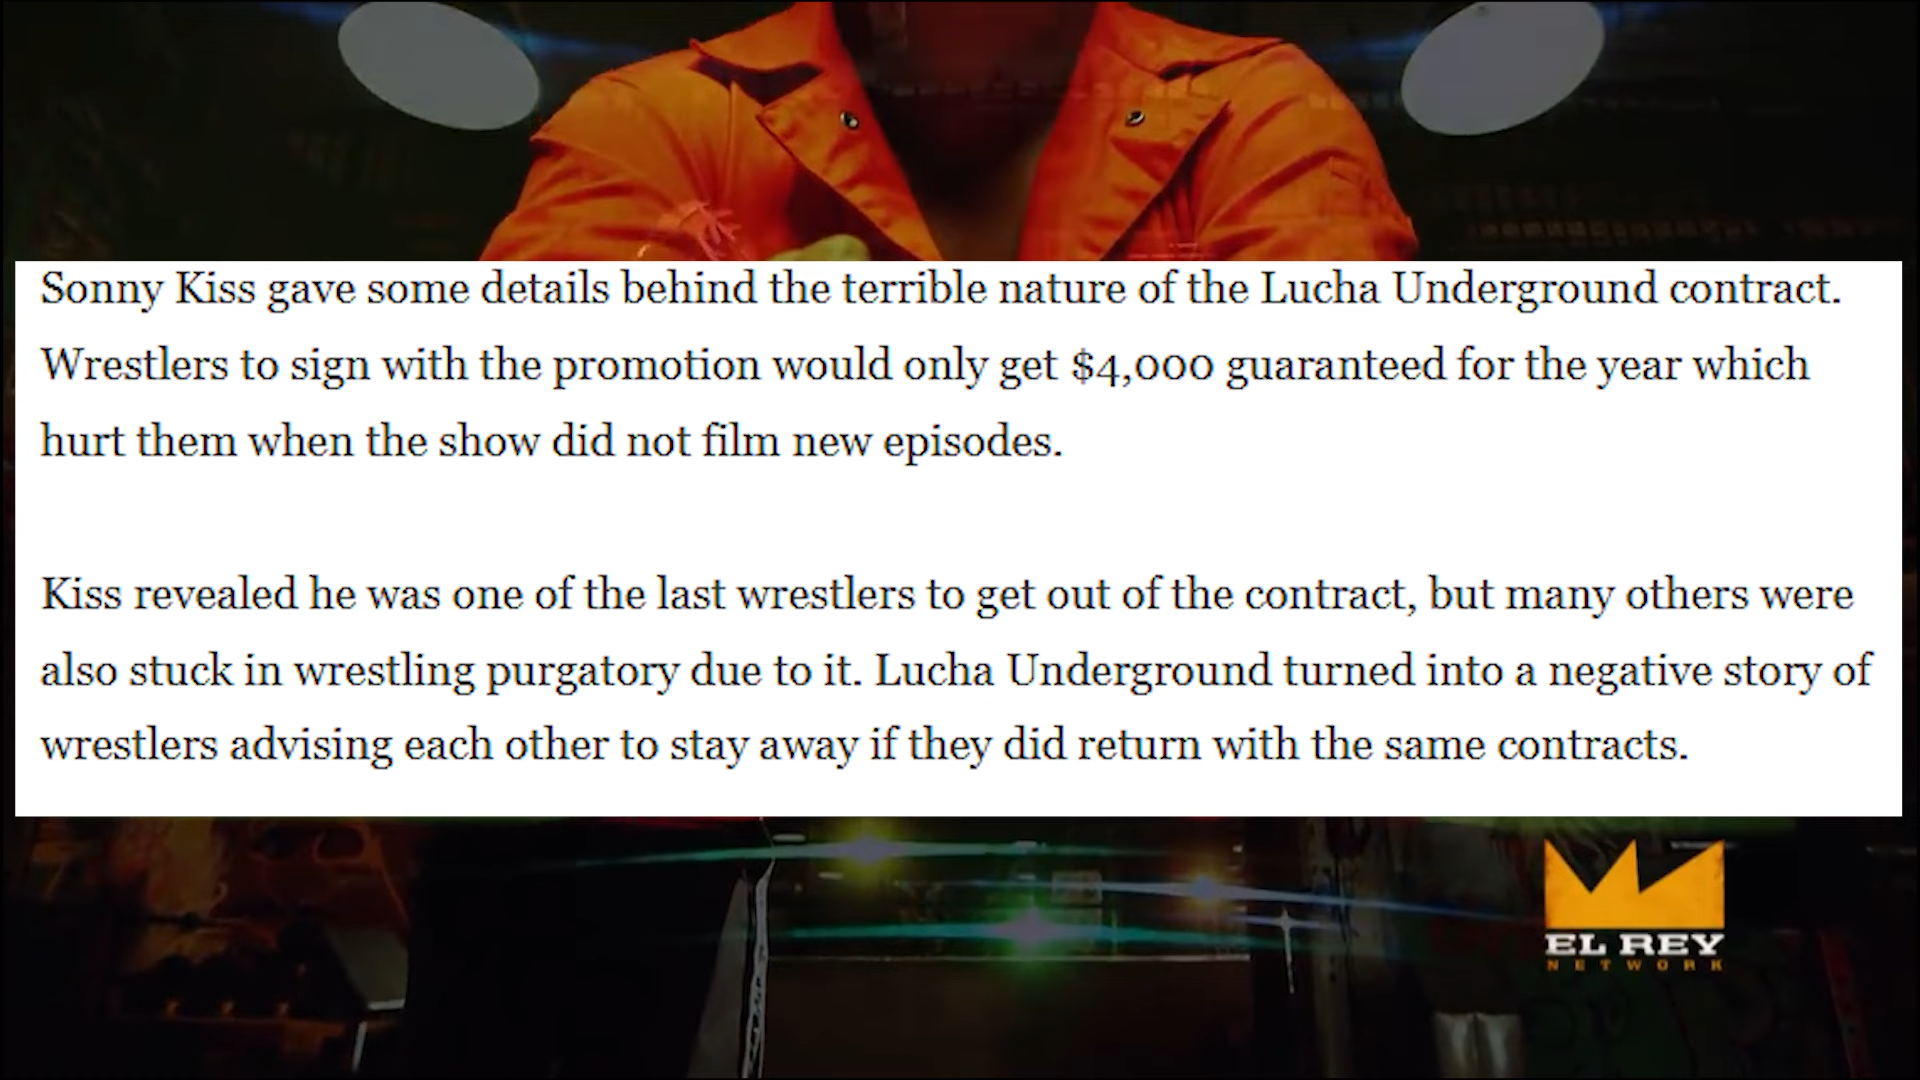 Sonny Kiss gave some details behind the terrible nature of the Lucha Underground contract.
Wrestlers to sign with the promotion would only get $4,000 guaranteed for the year which
hurt them when the show did not film new episodes.
Kiss revealed he was one of the last wrestlers to get out of the contract, but many others were
also stuck in wrestling purgatory due to it. Lucha Underground turned into a negative story of
wrestlers advising each other to stay away if they did return with the same contracts.
EL REY
NETWORK